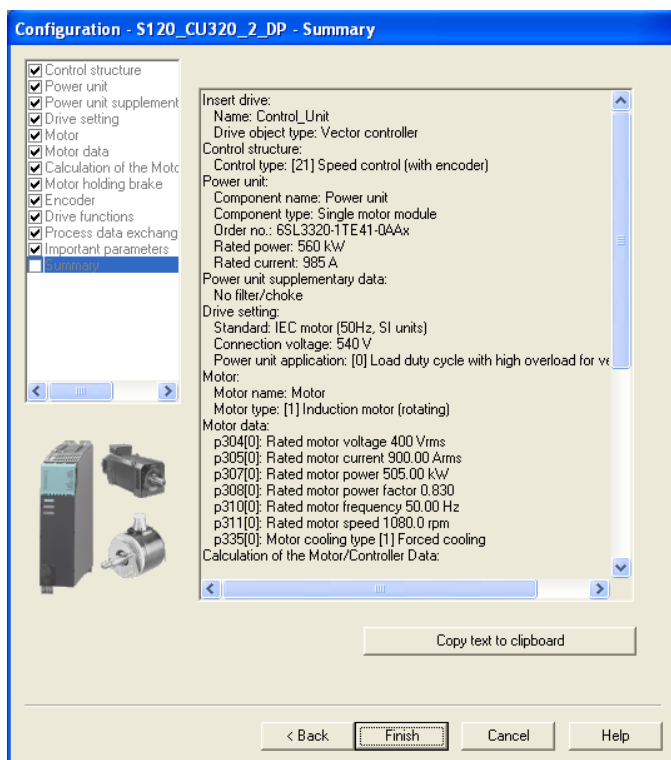 Configuration - S120_CU320_2_DP - Summary
Control structure
Power unit
Power unit supplement
Drive setting
Motor
Motor data
Calculation of the Moto
Motor holding brake
Encoder
Drive functions
Process data exchang
Important parameters
Summary
Insert drive:
Name: Control_Unit
Drive object type: Vector controller
Control structure:
Control type: [21] Speed control (with encoder)
Power unit:
Component name: Power unit
Component type: Single motor module
Order no.: 6SL3320-1TE41-0AAx
Rated power: 560 kW
Rated current: 985 A
Power unit supplementary data:
No filter/choke
Drive setting:
Standard: IEC motor (50Hz, SI units)
Connection voltage: 540 V
Power unit application: [0] Load duty cycle with high overload for ve
Motor:
Motor name: Motor
Motor type: [1] Induction motor (rotating)
Motor data:
p304[0]: Rated motor voltage 400 Vrms
p305[0]: Rated motor current 900.00 Arms
p307[0]: Rated motor power 505.00 kW
p308[0]: Rated motor power factor 0.830
p310[0]: Rated motor frequency 50.00 Hz
p311[0]: Rated motor speed 1080.0 rpm
p335[0]: Motor cooling type [1] Forced cooling
Calculation of the Motor/Controller Data:
Copy text to clipboard
< Back
Finish
Cancel
Help